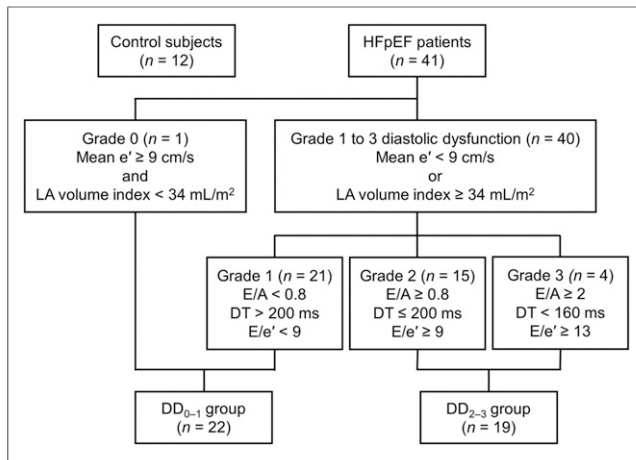 Control subjects
(n = 12)
HFpEF patients
(n = 41)
Grade 0 (n = 1)
Mean e′ ≥ 9 cm/s
and
LA volume index < 34 mL/m²
Grade 1 to 3 diastolic dysfunction (n = 40)
Mean e′ < 9 cm/s
or
LA volume index ≥ 34 mL/m²
Grade 1 (n = 21)
E/A < 0.8
DT > 200 ms
E/e′ < 9
Grade 2 (n = 15)
E/A ≥ 0.8
DT ≤ 200 ms
E/e′ ≥ 9
Grade 3 (n = 4)
E/A ≥ 2
DT < 160 ms
E/e′ ≥ 13
DD₀₋₁ group
(n = 22)
DD₂₋₃ group
(n = 19)